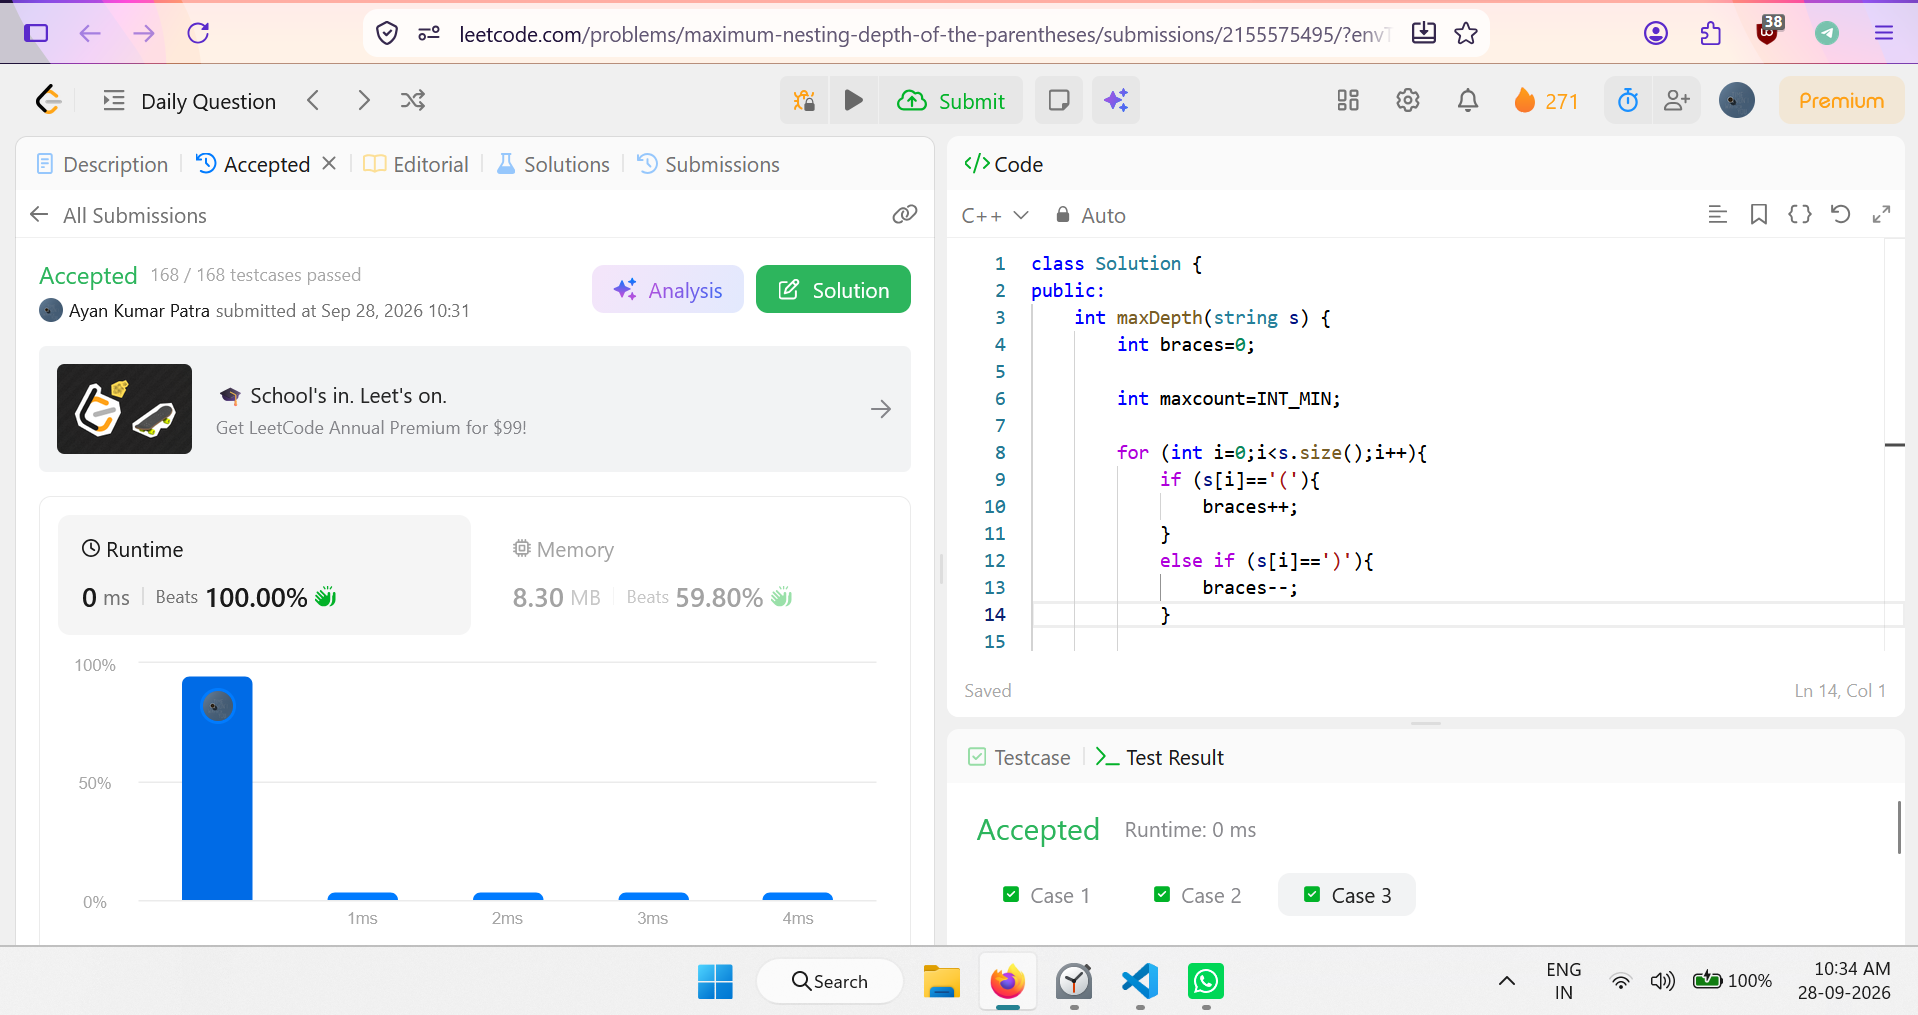 leetcode.com/problems/maximum-nesting-depth-of-the-parentheses/submissions/2155575495/?env
38
Daily Question
Submit
271
Premium
Description
Accepted
Editorial
Solutions
Submissions
All Submissions
Accepted 168 / 168 testcases passed
Ayan Kumar Patra submitted at Sep 28, 2026 10:31
Analysis
Solution
School's in. Leet's on.
Get LeetCode Annual Premium for $99!
Runtime
0 ms Beats 100.00%
Memory
8.30 MB Beats 59.80%
100%
50%
0%
1ms 2ms 3ms 4ms
</> Code
C++ Auto
1 class Solution {
2 public:
3 int maxDepth(string s) {
4 int braces=0;
5
6 int maxcount=INT_MIN;
7
8 for (int i=0;i<s.size();i++){
9 if (s[i]=='('){
10 braces++;
11 }
12 else if (s[i]==')'){
13 braces--;
14 }
15
Saved
Ln 14, Col 1
Testcase
Test Result
Accepted Runtime: 0 ms
Case 1
Case 2
Case 3
Search
ENG
IN
100%
10:34 AM
28-09-2026